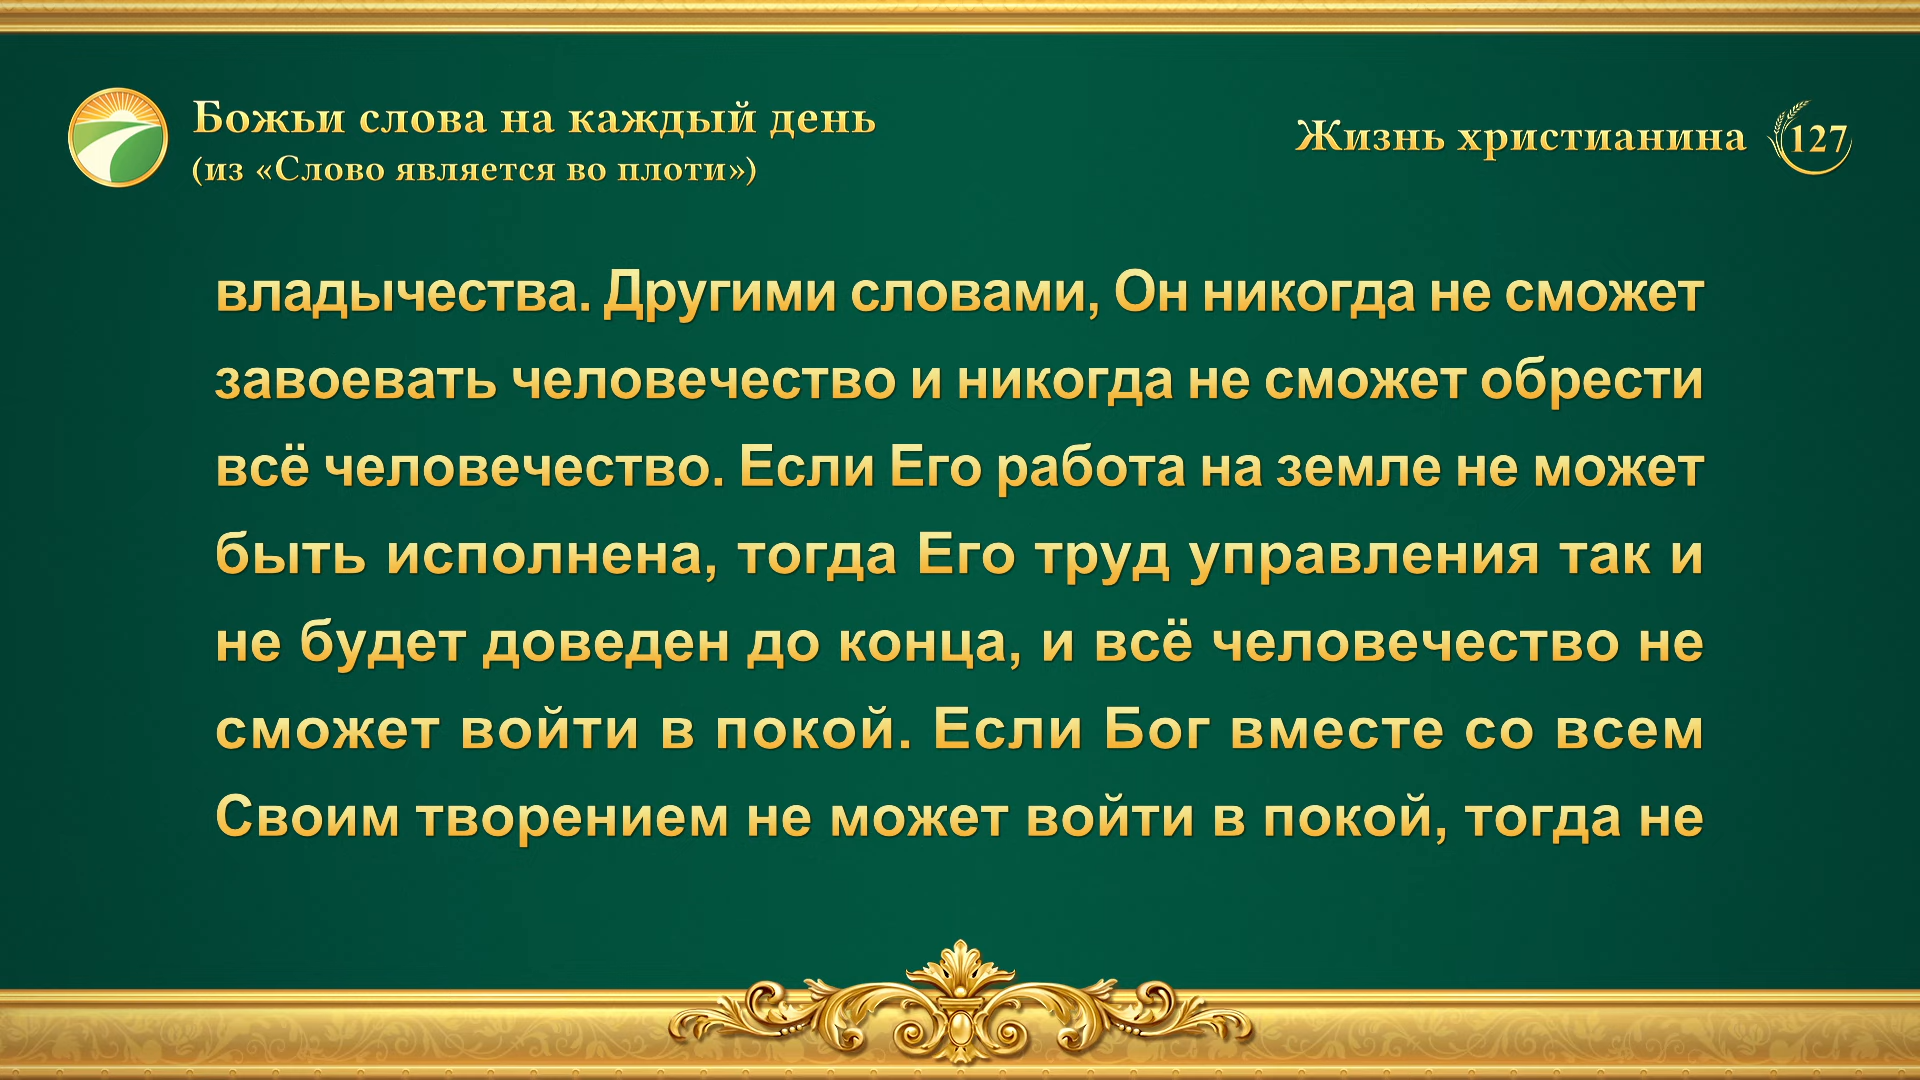 Божьи слова на каждый день
(из «Слово является во плоти»)
Жизнь христианина 127
владычества. Другими словами, Он никогда не сможет
завоевать человечество и никогда не сможет обрести
всё человечество. Если Его работа на земле не может
быть исполнена, тогда Его труд управления так и
не будет доведен до конца, и всё человечество не
сможет войти в покой. Если Бог вместе со всем
Своим творением не может войти в покой, тогда не